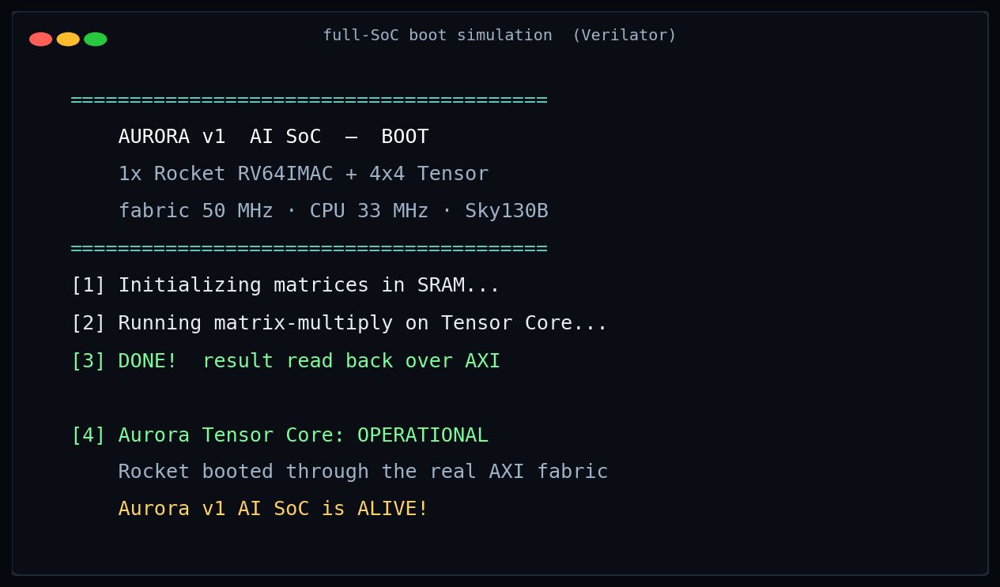 full-SoC boot simulation  (Verilator)
========================================
AURORA v1  AI SoC  —  BOOT
1x Rocket RV64IMAC + 4x4 Tensor
fabric 50 MHz · CPU 33 MHz · Sky130B
========================================
[1] Initializing matrices in SRAM...
[2] Running matrix-multiply on Tensor Core...
[3] DONE!  result read back over AXI
[4] Aurora Tensor Core: OPERATIONAL
Rocket booted through the real AXI fabric
Aurora v1 AI SoC is ALIVE!